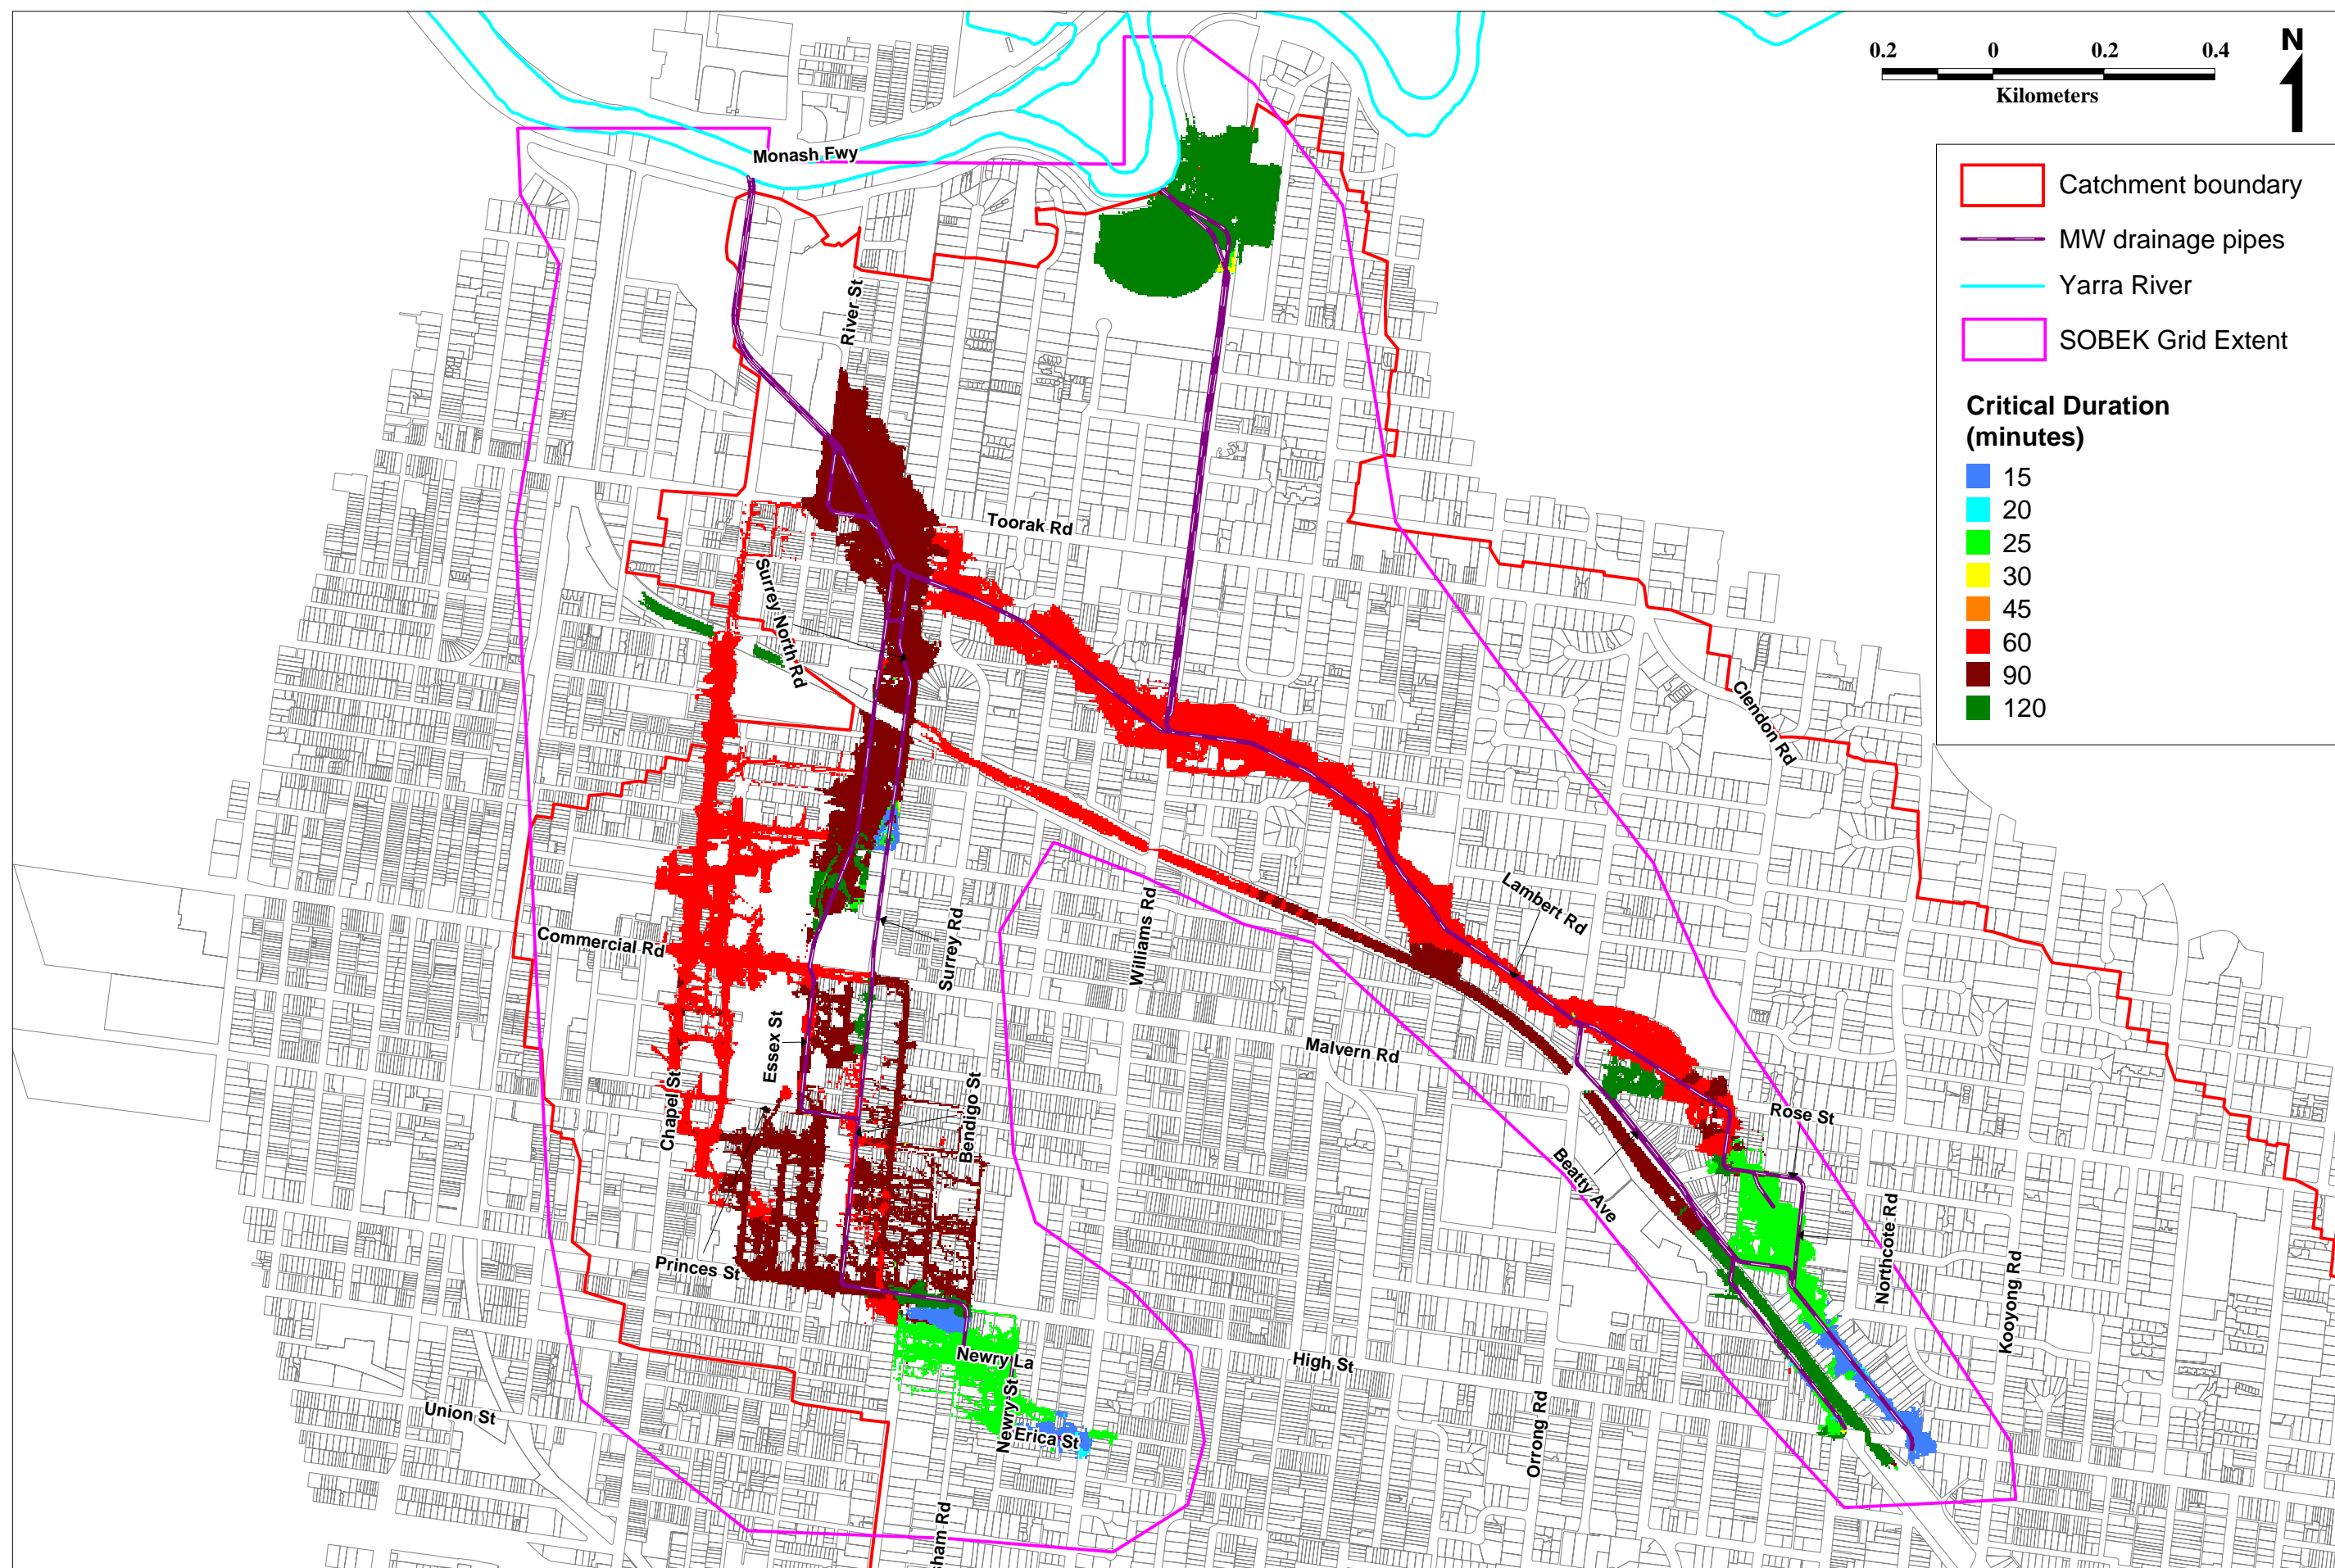 0.2 0 0.2 0.4
Kilometers
N
Monash Fwy
Catchment boundary
MW drainage pipes
Yarra River
SOBEK Grid Extent
Critical Duration
(minutes)
15
20
25
30
45
60
90
120
River St
Toorak Rd
Surrey North Rd
Clendon Rd
Lambert Rd
Commercial Rd
Surrey Rd
Williams Rd
Malvern Rd
Essex St
Chapel St
Bendigo St
Rose St
Beatty Ave
Northcote Rd
Kooyong Rd
Princes St
Newry La
High St
Newry St
Erica St
Union St
Orrong Rd
ham Rd